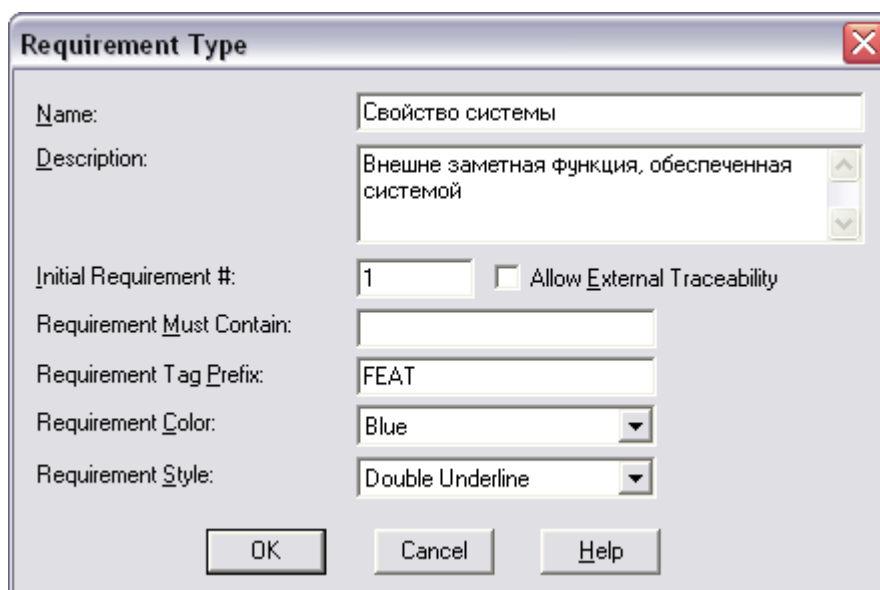 Requirement Type
Name:
Свойство системы
Description:
Внешне заметная функция, обеспеченная
системой
Initial Requirement #:
1
Allow External Traceability
Requirement Must Contain:
Requirement Tag Prefix:
FEAT
Requirement Color:
Blue
Requirement Style:
Double Underline
OK
Cancel
Help